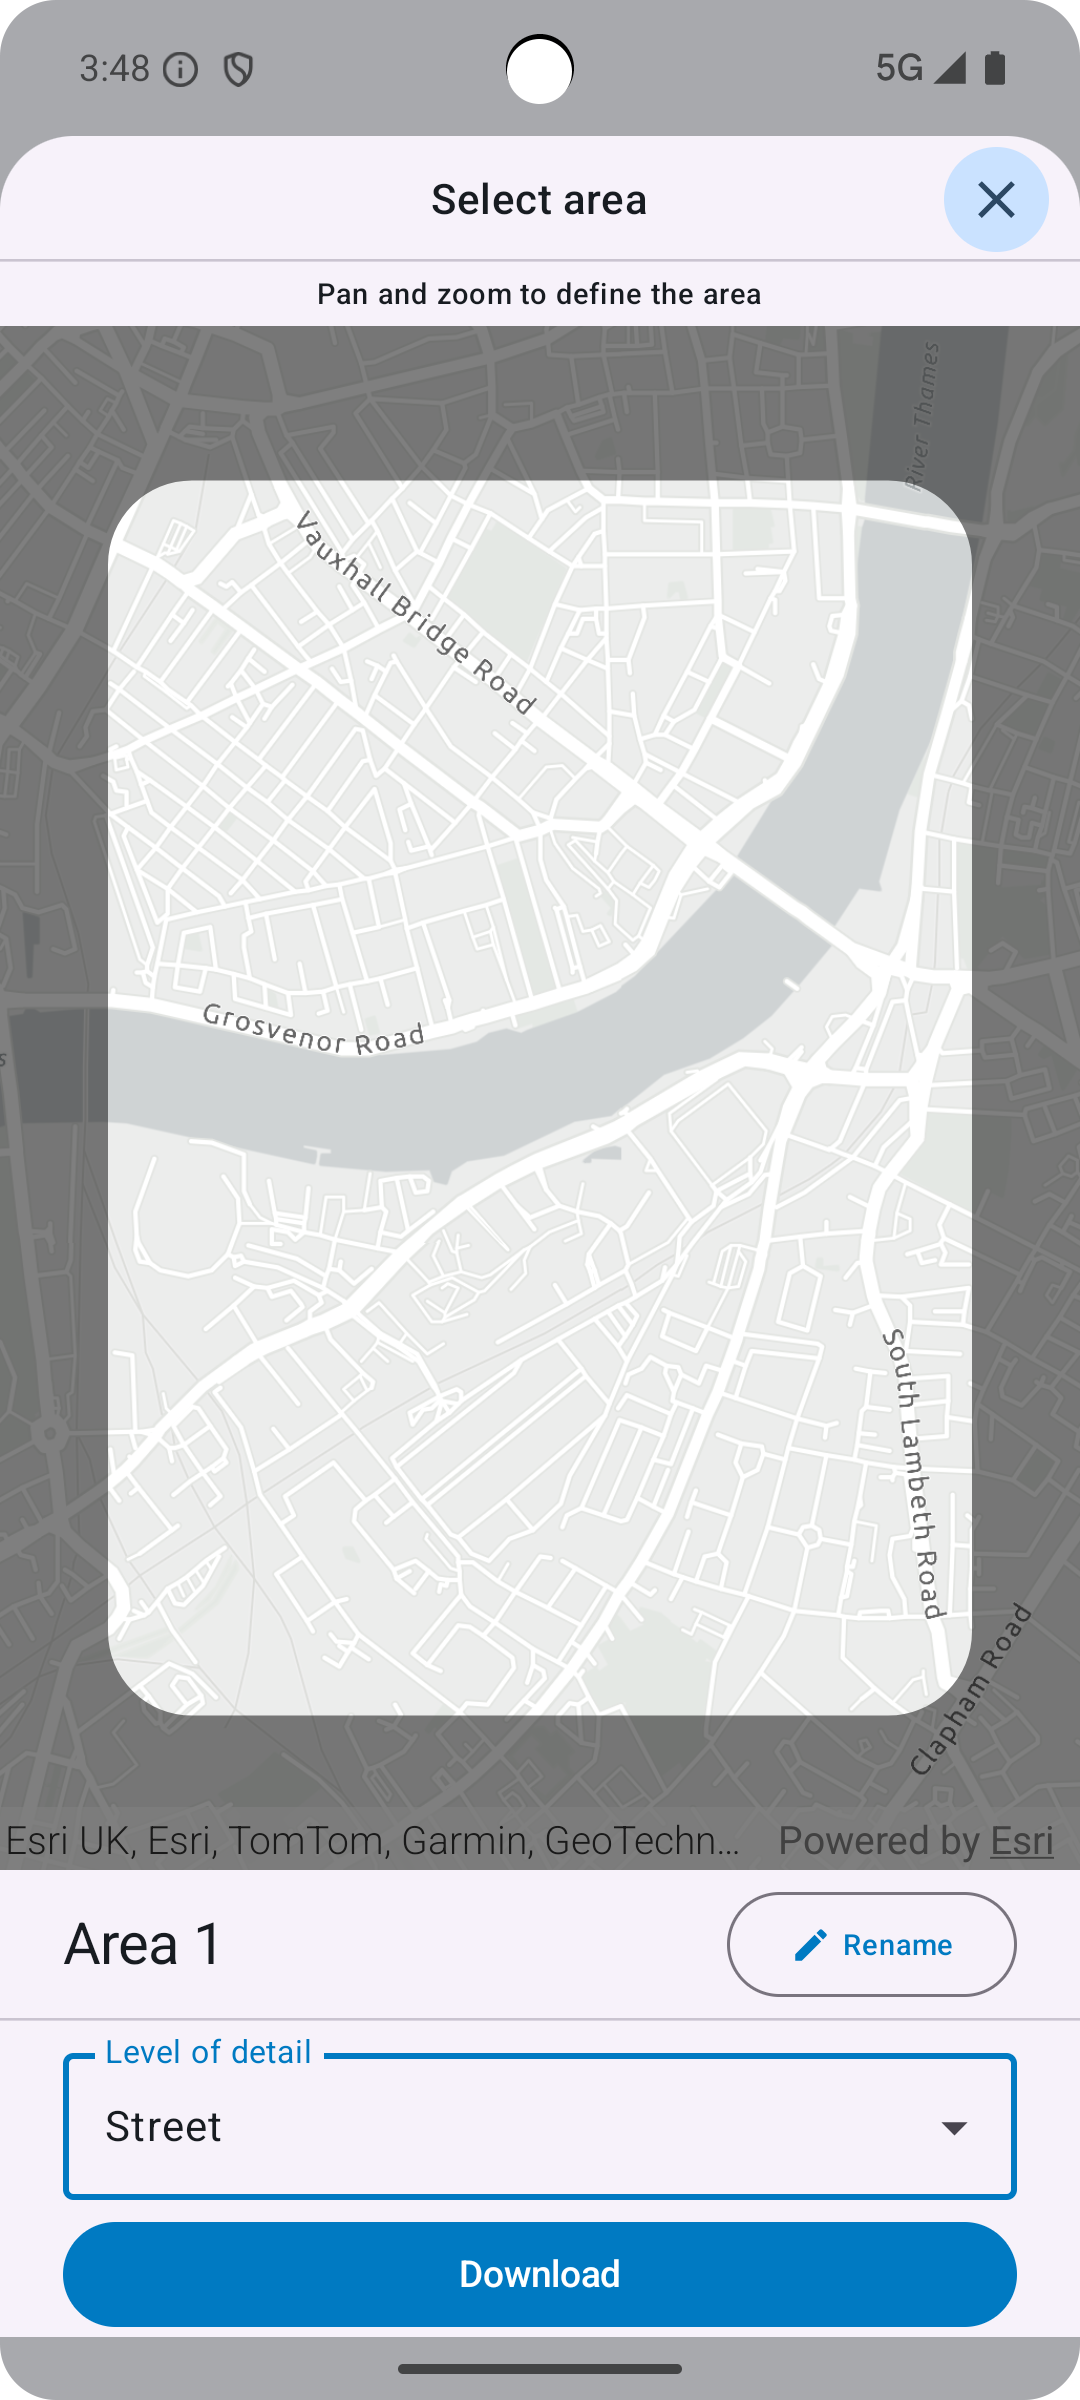 3:48
5G
Select area
Pan and zoom to define the area
River Thames
Vauxhall Bridge Road
Grosvenor Road
South Lambeth Road
Clapham Road
Esri UK, Esri, TomTom, Garmin, GeoTechn...
Powered by Esri
Area 1
Rename
Level of detail
Street
Download